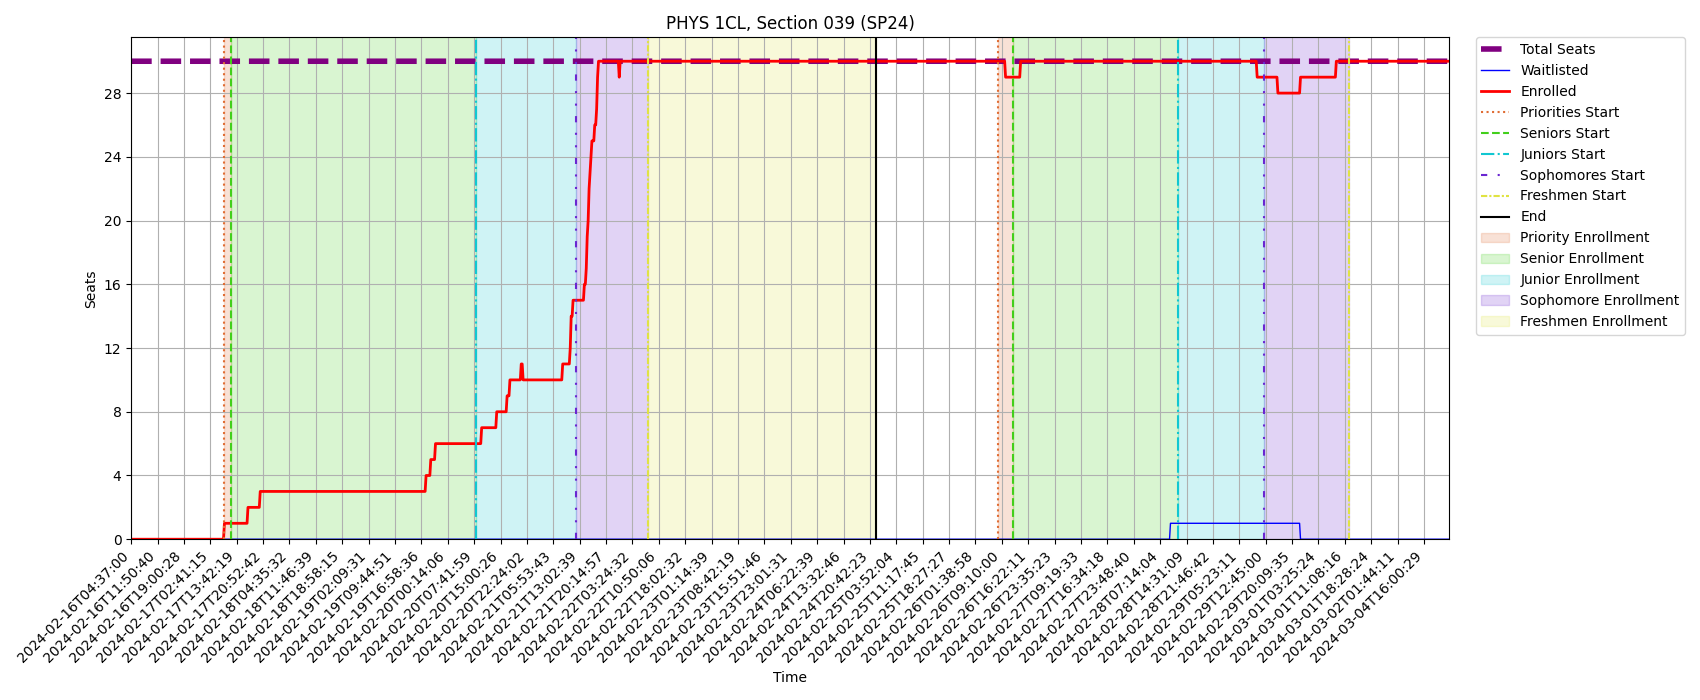 PHYS 1CL, Section 039 (SP24)
Seats
28
24
20
16
12
8
4
0
2024-02-16T04:37:00
2024-02-16T11:50:40
2024-02-16T19:00:28
2024-02-17T02:41:15
2024-02-17T13:42:19
2024-02-17T20:52:42
2024-02-18T04:35:32
2024-02-18T11:46:39
2024-02-18T18:58:15
2024-02-19T02:09:31
2024-02-19T09:44:51
2024-02-19T16:58:36
2024-02-20T00:14:06
2024-02-20T07:41:59
2024-02-20T15:00:26
2024-02-20T22:24:02
2024-02-21T05:53:43
2024-02-21T13:02:39
2024-02-21T20:14:57
2024-02-22T03:24:32
2024-02-22T10:50:06
2024-02-22T18:02:32
2024-02-23T01:14:39
2024-02-23T08:42:19
2024-02-23T15:51:46
2024-02-23T23:01:31
2024-02-24T06:22:39
2024-02-24T13:32:46
2024-02-24T20:42:23
2024-02-25T03:52:04
2024-02-25T11:17:45
2024-02-25T18:27:27
2024-02-26T01:38:50
2024-02-26T09:10:00
2024-02-26T16:22:11
2024-02-26T23:35:23
2024-02-27T09:19:33
2024-02-27T16:34:18
2024-02-27T23:48:40
2024-02-28T07:14:04
2024-02-28T14:31:09
2024-02-28T21:46:42
2024-02-29T05:23:11
2024-02-29T12:45:00
2024-02-29T20:09:35
2024-03-01T03:25:24
2024-03-01T11:08:16
2024-03-01T18:28:24
2024-03-02T01:44:11
2024-03-04T16:00:29
Time
Total Seats
Waitlisted
Enrolled
Priorities Start
Seniors Start
Juniors Start
Sophomores Start
Freshmen Start
End
Priority Enrollment
Senior Enrollment
Junior Enrollment
Sophomore Enrollment
Freshmen Enrollment